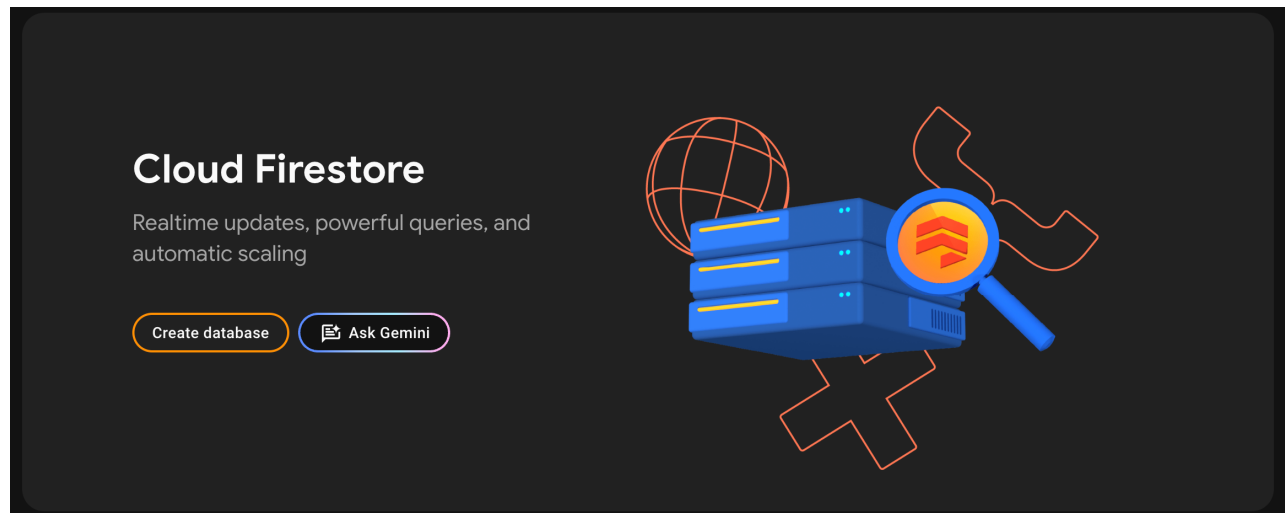 Cloud Firestore
Realtime updates, powerful queries, and
automatic scaling
Create database
Ask Gemini